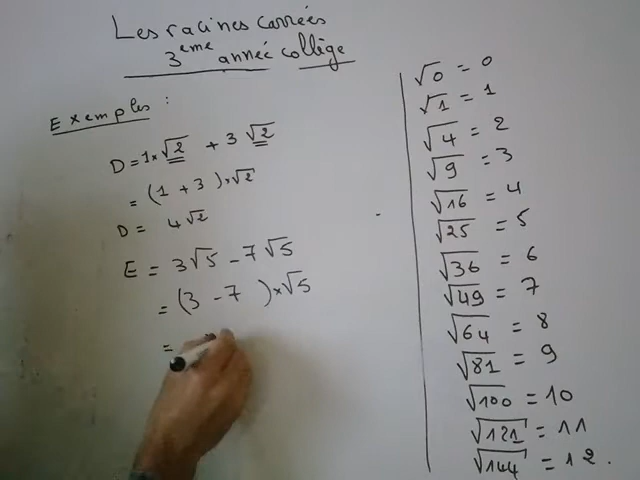 Les racines carrées
3eme année collège
Exemples :
D = 1×√2 + 3√2
= (1 + 3)×√2
D = 4√2
E = 3√5 - 7√5
= (3 - 7 )×√5
=
√0 = 0
√1 = 1
√4 = 2
√9 = 3
√16 = 4
√25 = 5
√36 = 6
√49 = 7
√64 = 8
√81 = 9
√100 = 10
√121 = 11
√144 = 12.